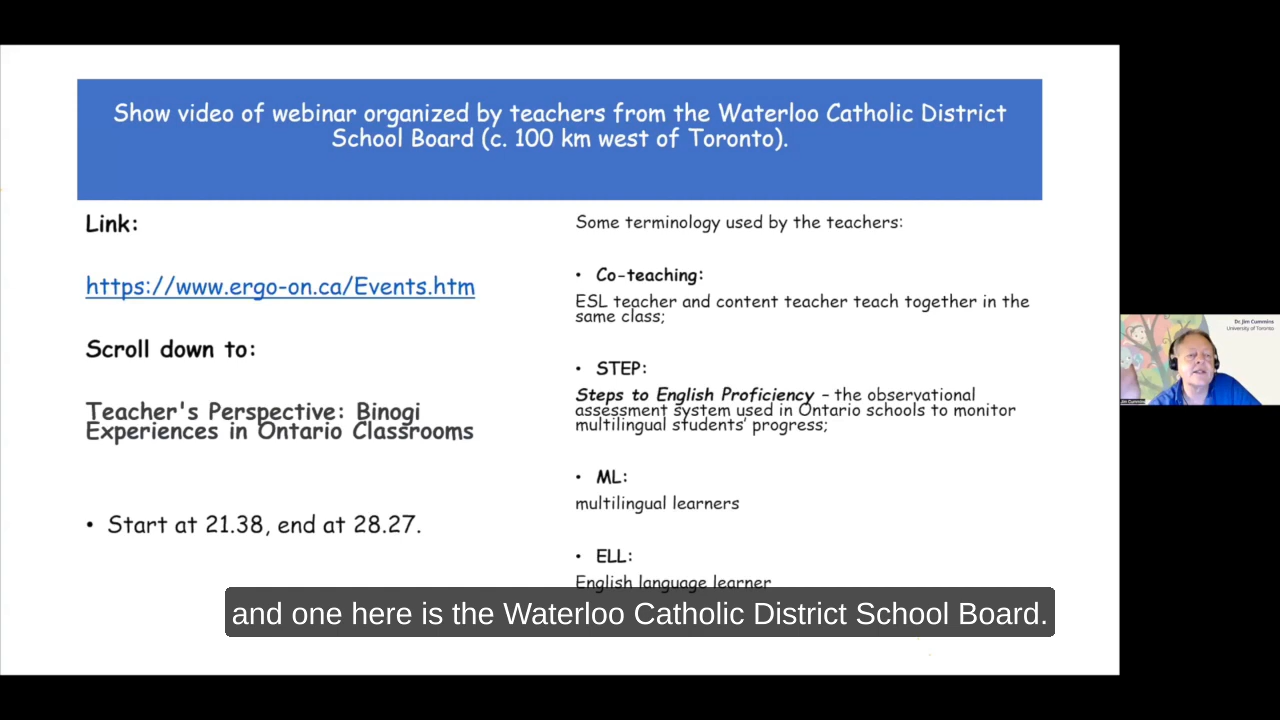 Show video of webinar organized by teachers from the Waterloo Catholic District
School Board (c. 100 km west of Toronto).
Link:
https://www.ergo-on.ca/Events.htm
Scroll down to:
Teacher's Perspective: Binogi
Experiences in Ontario Classrooms
• Start at 21.38, end at 28.27.
Some terminology used by the teachers:
• Co-teaching:
ESL teacher and content teacher teach together in the
same class;
• STEP:
Steps to English Proficiency – the observational
assessment system used in Ontario schools to monitor
multilingual students' progress;
• ML:
multilingual learners
• ELL:
English language learner
Dr. Jim Cummins
University of Toronto
Jim Cummins
and one here is the Waterloo Catholic District School Board.